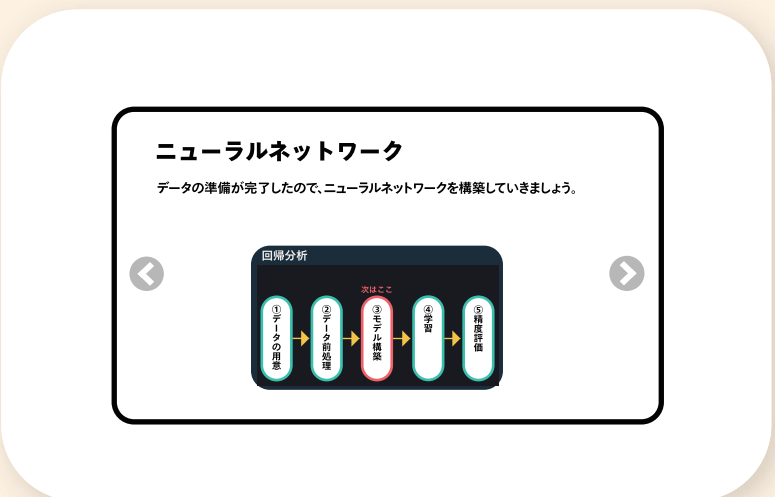 ニューラルネットワーク
データの準備が完了したので、ニューラルネットワークを構築していきましょう。
回帰分析
次はここ
①データの用意
②データ前処理
③モデル構築
④学習
⑤精度評価